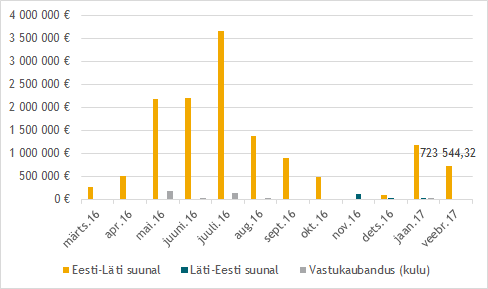 4 000 000 €
3 500 000 €
3 000 000 €
2 500 000 €
2 000 000 €
1 500 000 €
1 000 000 €
500 000 €
0 €
723 544,32
märts.16
apr.16
mai.16
juuni.16
juuli.16
aug.16
sept.16
okt.16
nov.16
dets.16
jaan.17
veebr.17
Eesti-Läti suunal
Läti-Eesti suunal
Vastukaubandus (kulu)